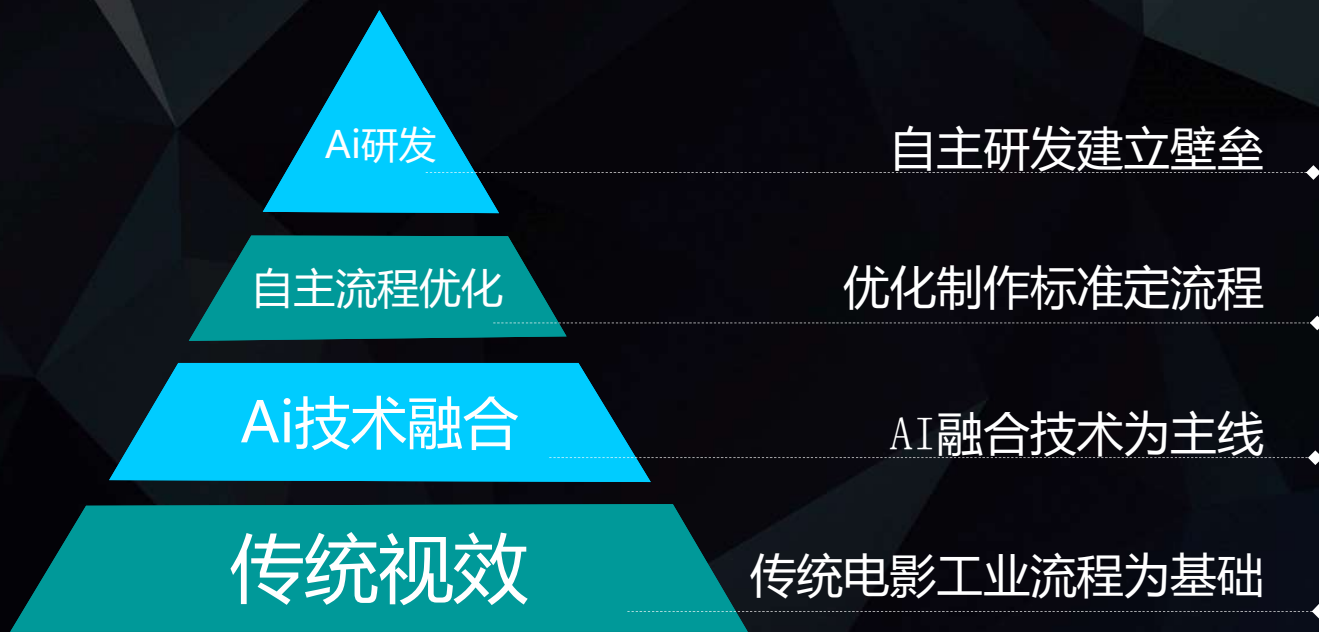 Ai研发
自主研发建立壁垒
自主流程优化
优化制作标准定流程
Ai技术融合
AI融合技术为主线
传统视效
传统电影工业流程为基础